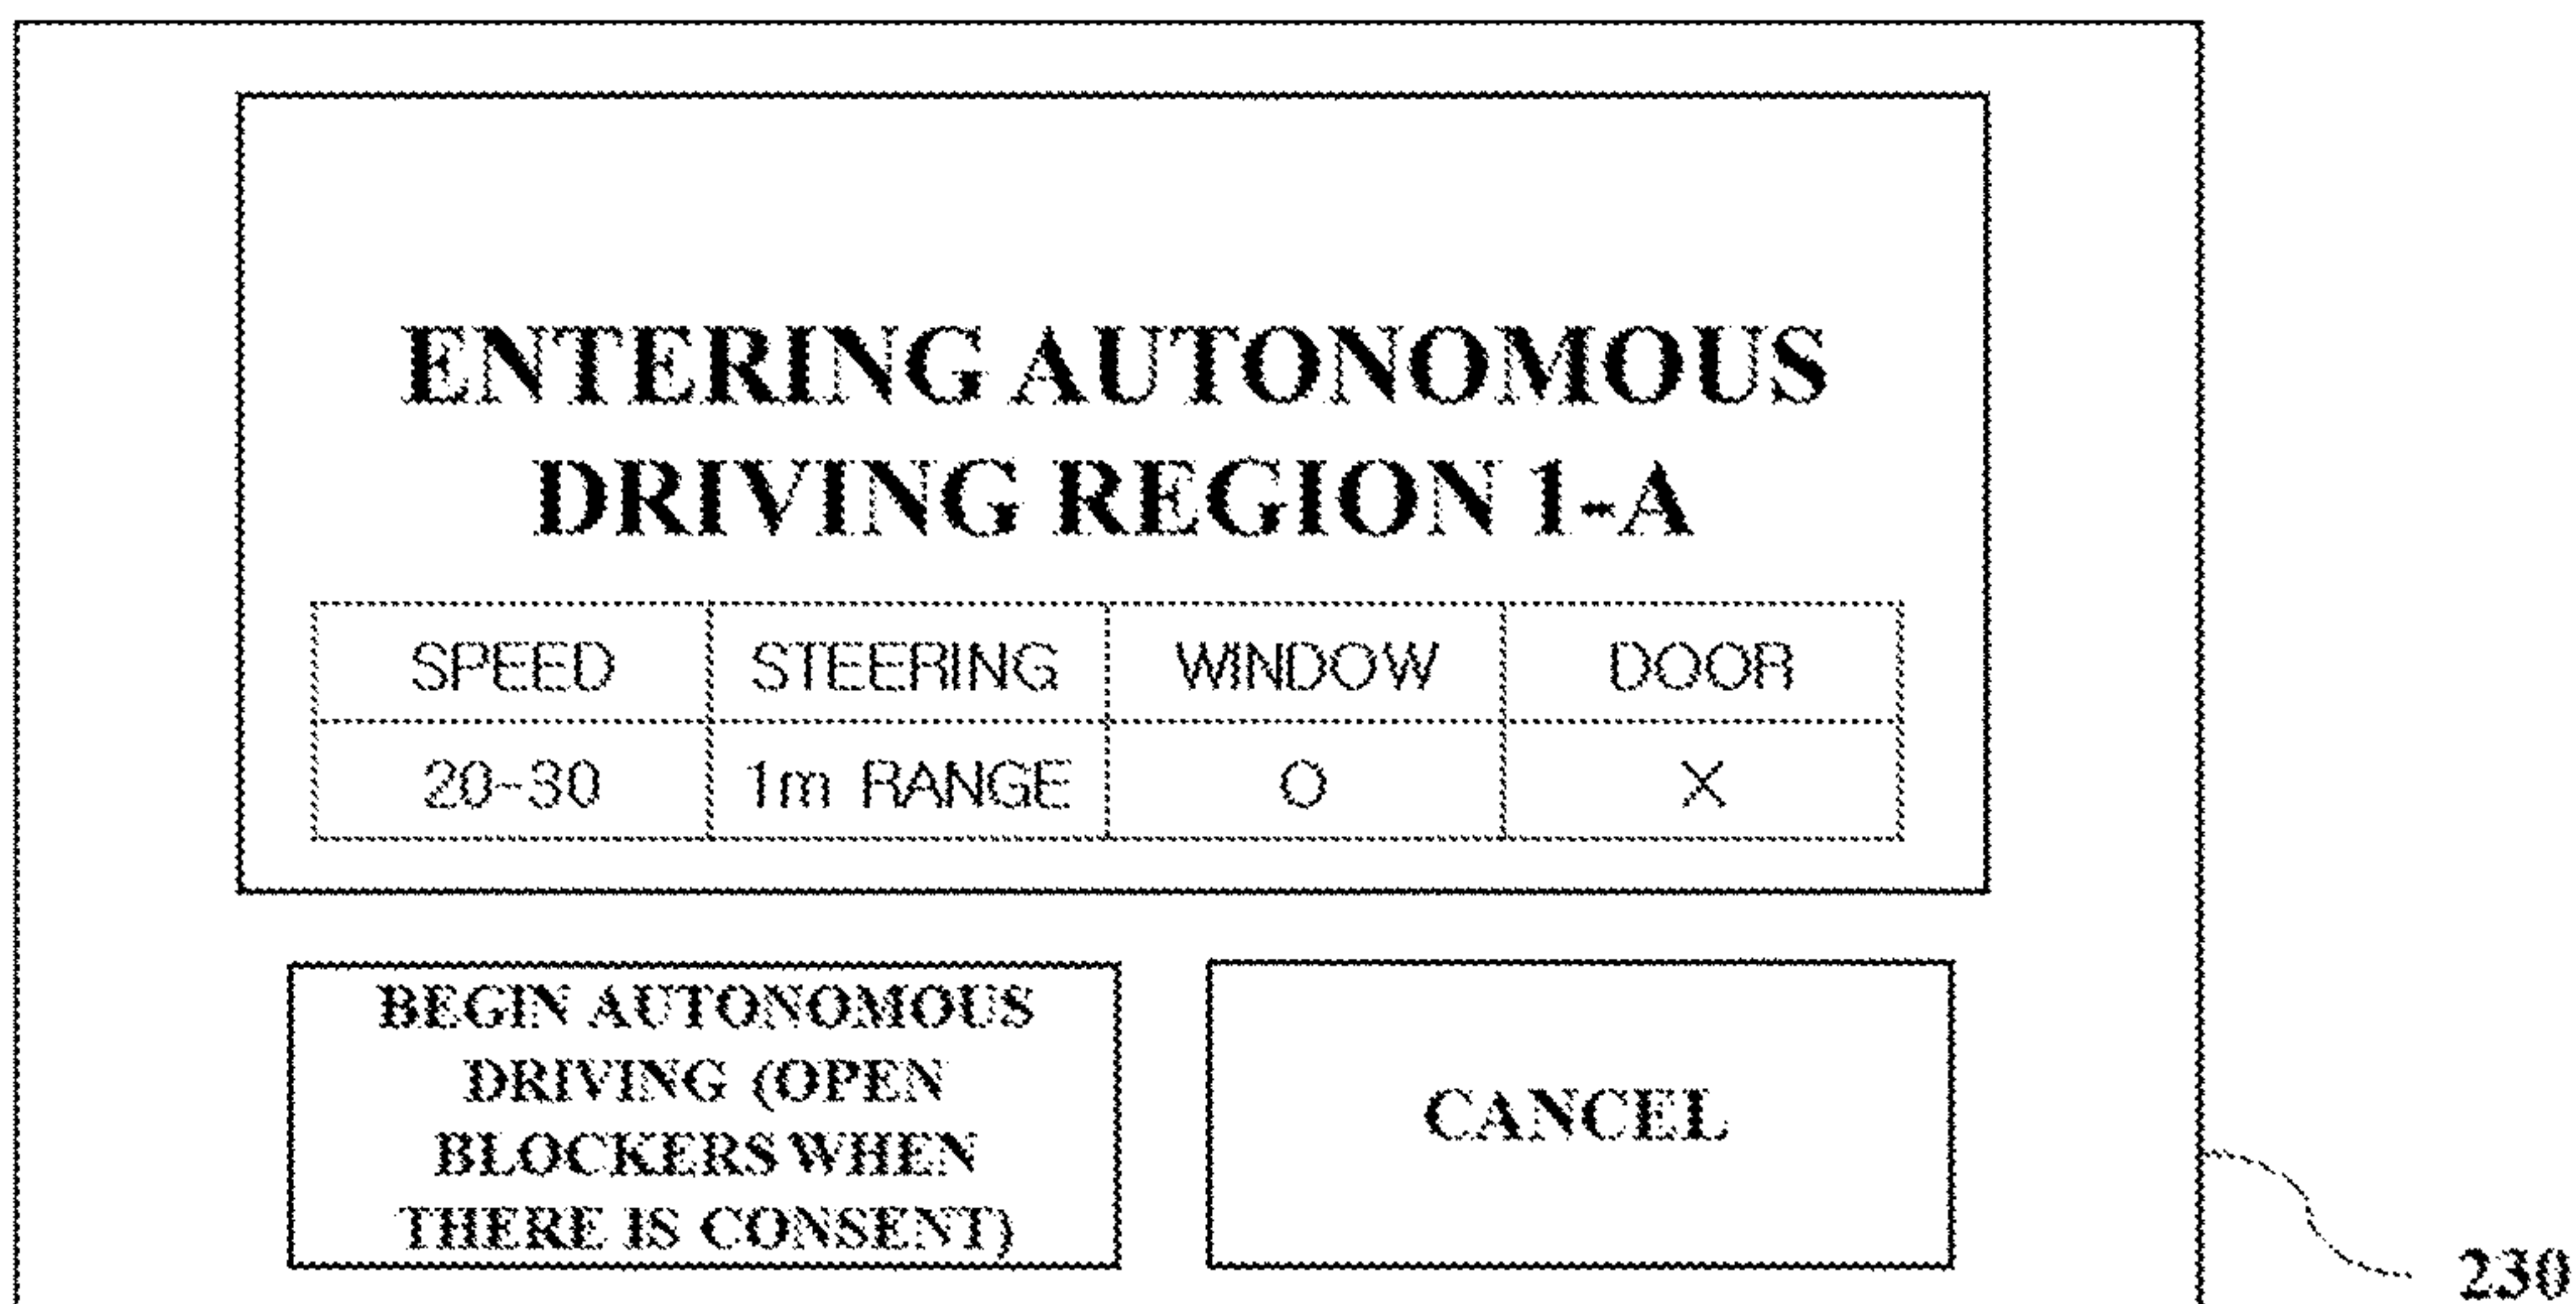 ENTERING AUTONOMOUS
DRIVING REGION 1-A
SPEED STEERING WINDOW DOOR
20~30 1m RANGE O X
BEGIN AUTONOMOUS
DRIVING (OPEN
BLOCKERS WHEN
THERE IS CONSENT)
CANCEL
230